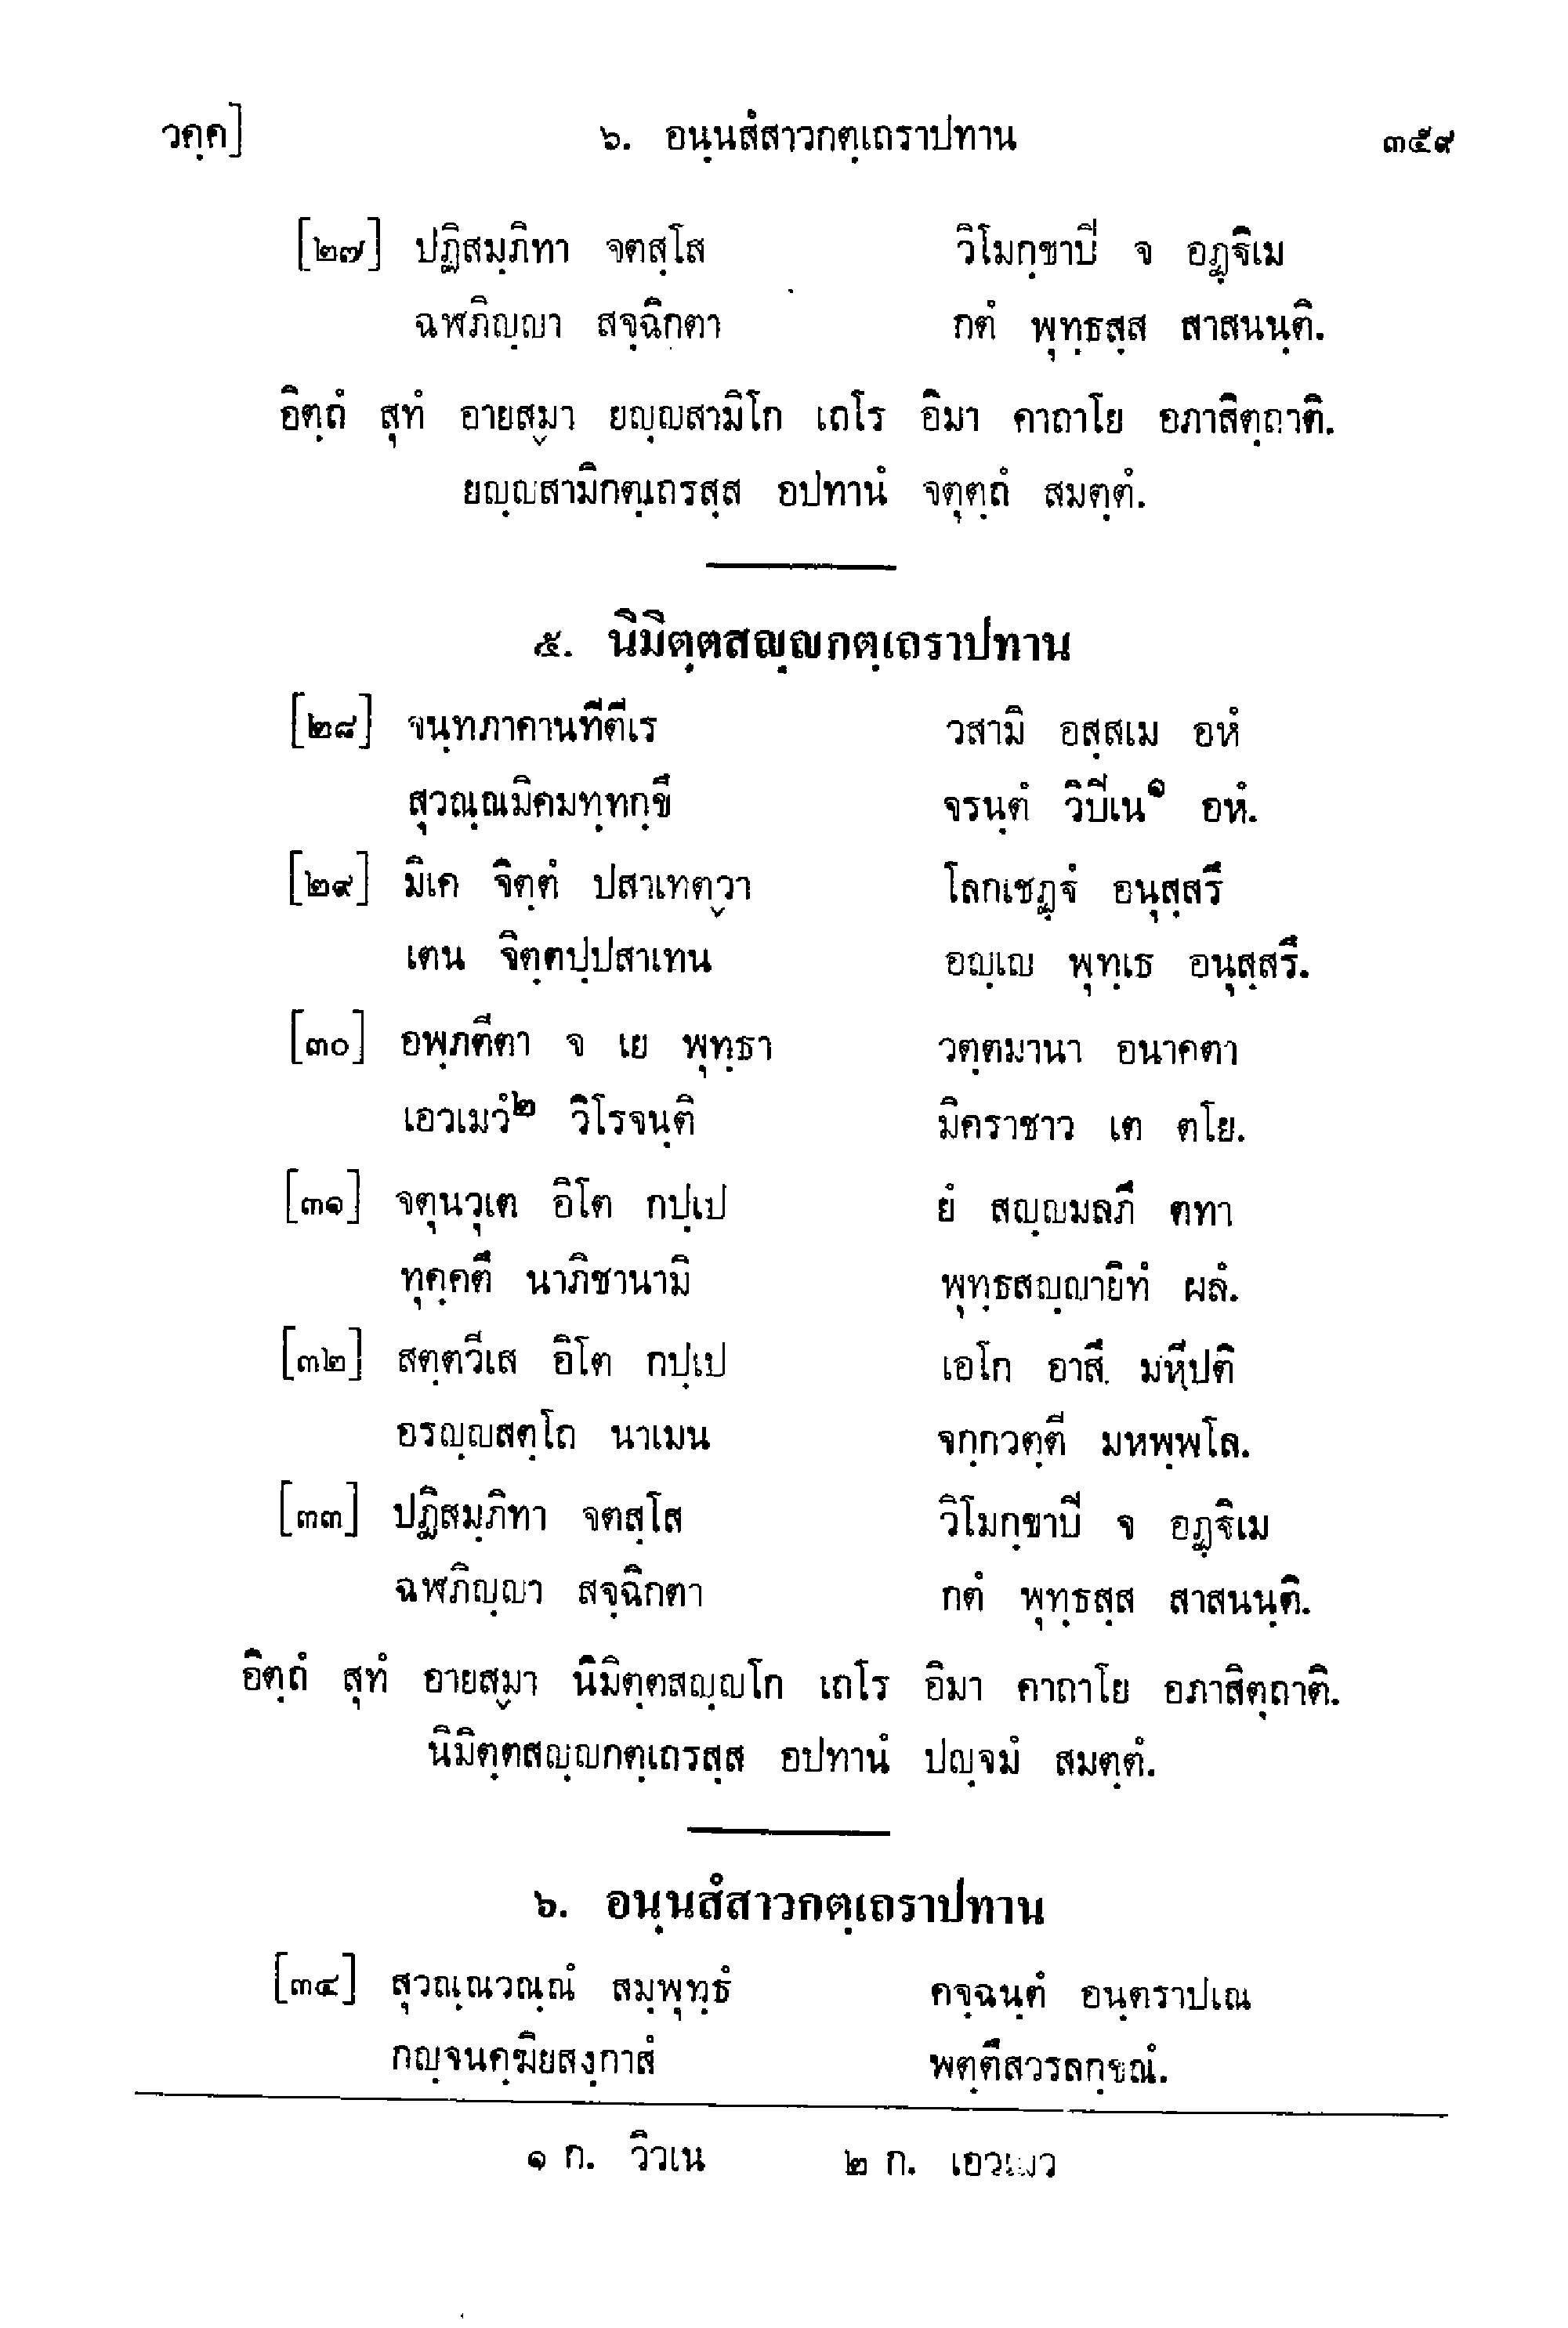 วคฺค] ๖. อนฺนสํสาวกตฺเถราปทาน ๓๕๙
[๒๗] ปฏิสมฺภิทา จตสฺโส วิโมกฺขาปิ จ อฏฺฐิเม
ฉฬภิญฺญา สจฺฉิกตา กตํ พุทฺธสฺส สาสนนฺติ.
อิตฺถํ สุทํ อายสฺมา ยญฺญสามิโก เถโร อิมา คาถาโย อภาสิตฺถาติ.
ยญฺญสามิกตฺเถรสฺส อปทานํ จตุตฺถํ สมตฺตํ.
๕. นิมิตฺตสญฺญกตฺเถราปทาน
[๒๘] จนฺทภาคานทีตีเร วสามิ อสฺสเม อหํ
สุวณฺณมิคมทฺทกฺขึ จรนฺตํ วิปิเน๑ อหํ.
[๒๙] มิเค จิตฺตํ ปสาเทตฺวา โลกเชฏฺฐํ อนุสฺสรึ
เตน จิตฺตปฺปสาเทน อญฺเญ พุทฺเธ อนุสฺสรึ.
[๓๐] อพฺภตีตา จ เย พุทฺธา วตฺตมานา อนาคตา
เอวเมวํ๒ วิโรจนฺติ มิคราชาว เต ตโย.
[๓๑] จตุนวุเต อิโต กปฺเป ยํ สญฺญมลภึ ตทา
ทุคฺคตึ นาภิชานามิ พุทฺธสญฺญายิทํ ผลํ.
[๓๒] สตฺตวีเส อิโต กปฺเป เอโก อาสึ มหีปติ
อรญฺญสตฺโถ นาเมน จกฺกวตฺตี มหพฺพโล.
[๓๓] ปฏิสมฺภิทา จตสฺโส วิโมกฺขาปิ จ อฏฺฐิเม
ฉฬภิญฺญา สจฺฉิกตา กตํ พุทฺธสฺส สาสนนฺติ.
อิตฺถํ สุทํ อายสฺมา นิมิตฺตสญฺญโก เถโร อิมา คาถาโย อภาสิตฺถาติ.
นิมิตฺตสญฺญกตฺเถรสฺส อปทานํ ปญฺจมํ สมตฺตํ.
๖. อนฺนสํสาวกตฺเถราปทาน
[๓๔] สุวณฺณวณฺณํ สมฺพุทฺธํ คจฺฉนฺตํ อนฺตราปเณ
กญฺจนคฺฆิยสงฺกาสํ พตฺตึสวรลกฺขณํ.
๑ ก. วิวเน ๒ ก. เอวเมว